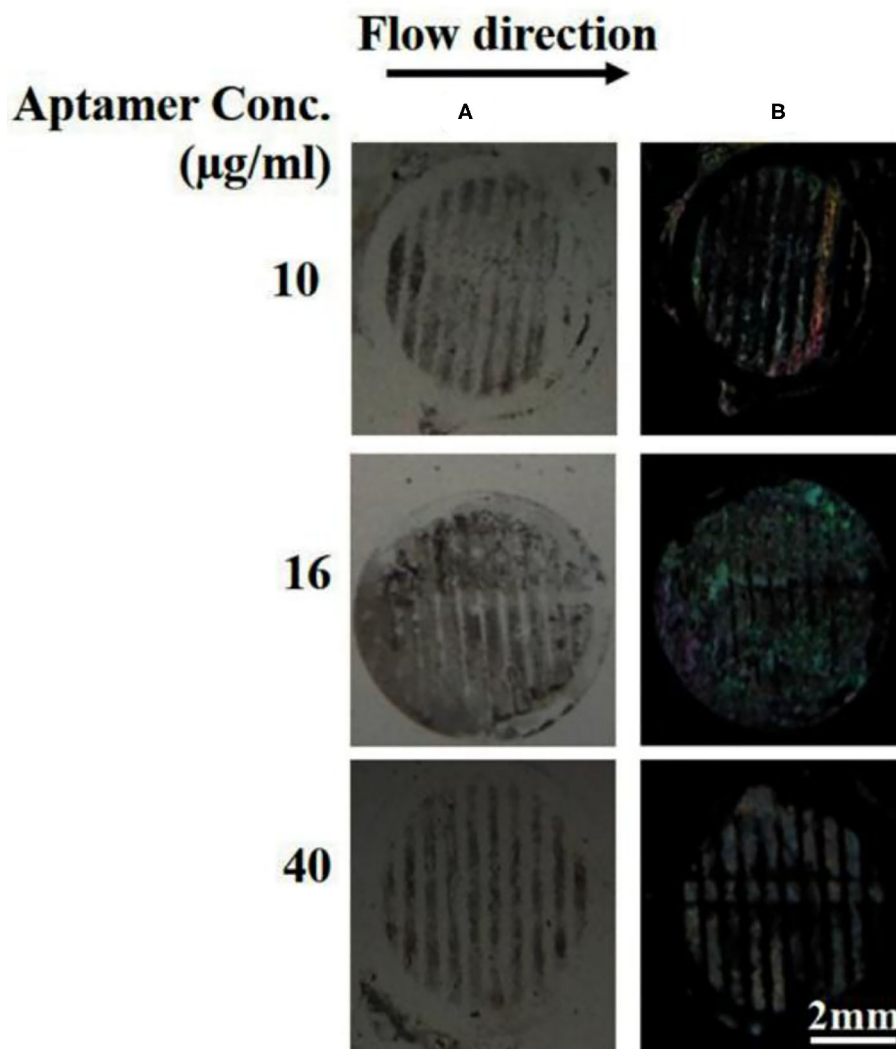 Flow direction
Aptamer Conc.
(µg/ml)
A
B
10
16
40
2mm